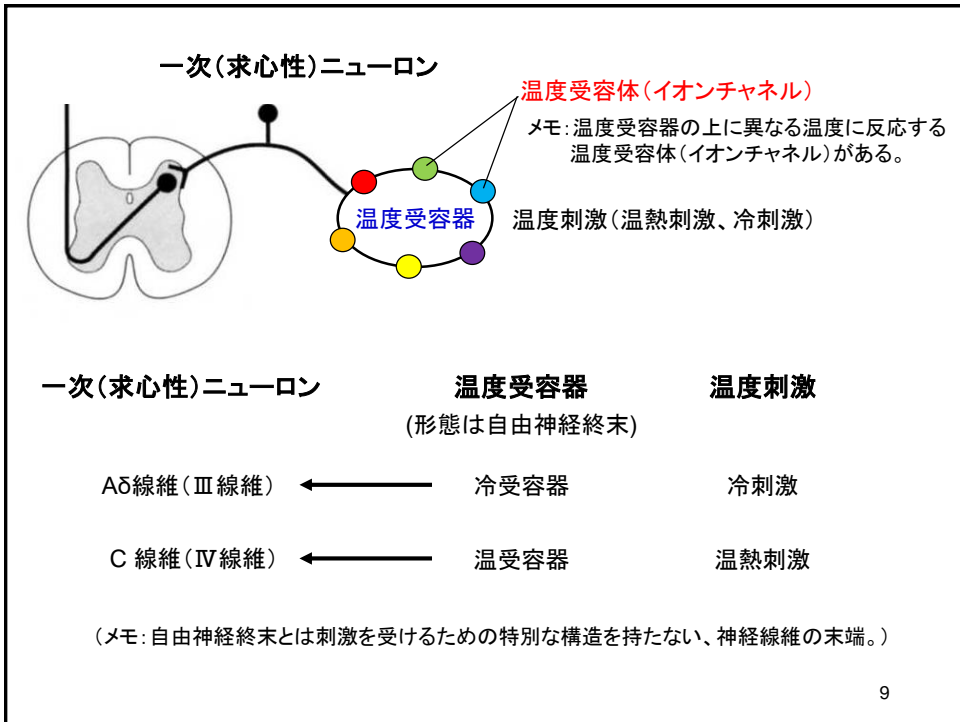 一次(求心性)ニューロン
温度受容体(イオンチャネル)
メモ:温度受容器の上に異なる温度に反応する
温度受容体(イオンチャネル)がある。
温度受容器
温度刺激(温熱刺激、冷刺激)
一次(求心性)ニューロン 温度受容器 温度刺激
(形態は自由神経終末)
Aδ線維(Ⅲ線維) 冷受容器 冷刺激
C 線維(Ⅳ線維) 温受容器 温熱刺激
(メモ:自由神経終末とは刺激を受けるための特別な構造を持たない、神経線維の末端。)
9